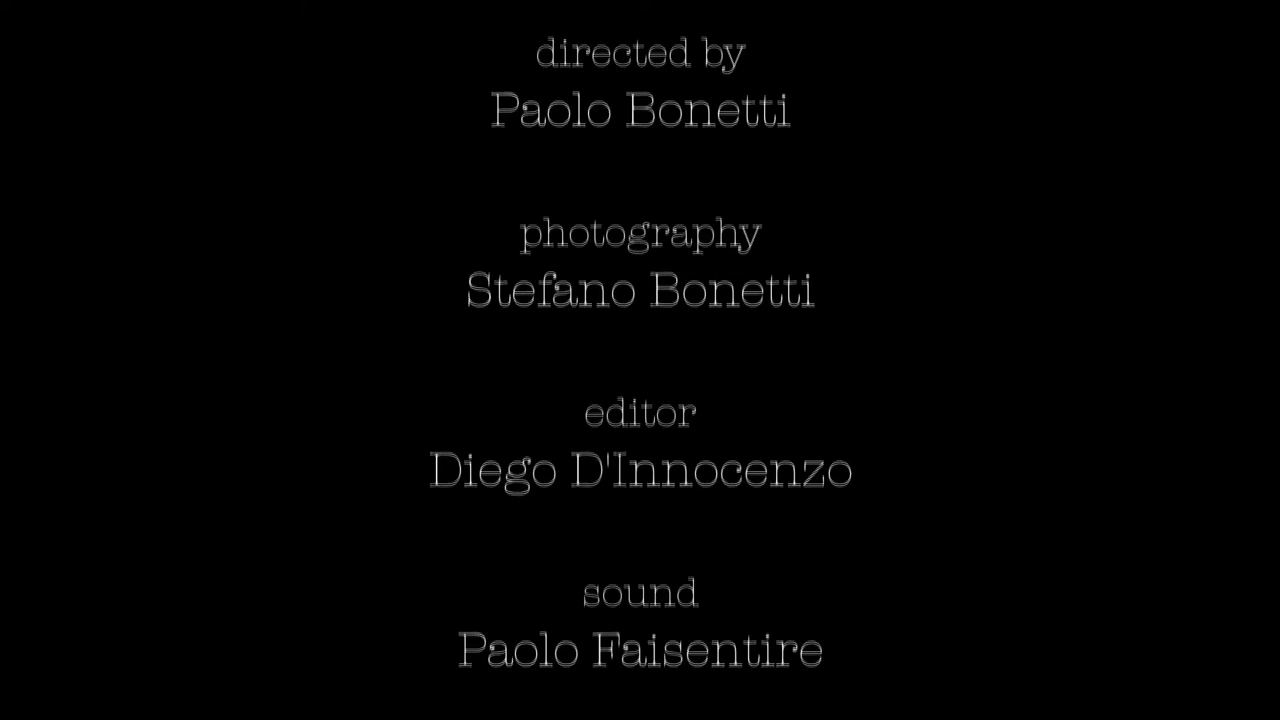 directed by
Paolo Bonetti
photography
Stefano Bonetti
editor
Diego D'Innocenzo
sound
Paolo Faisentire